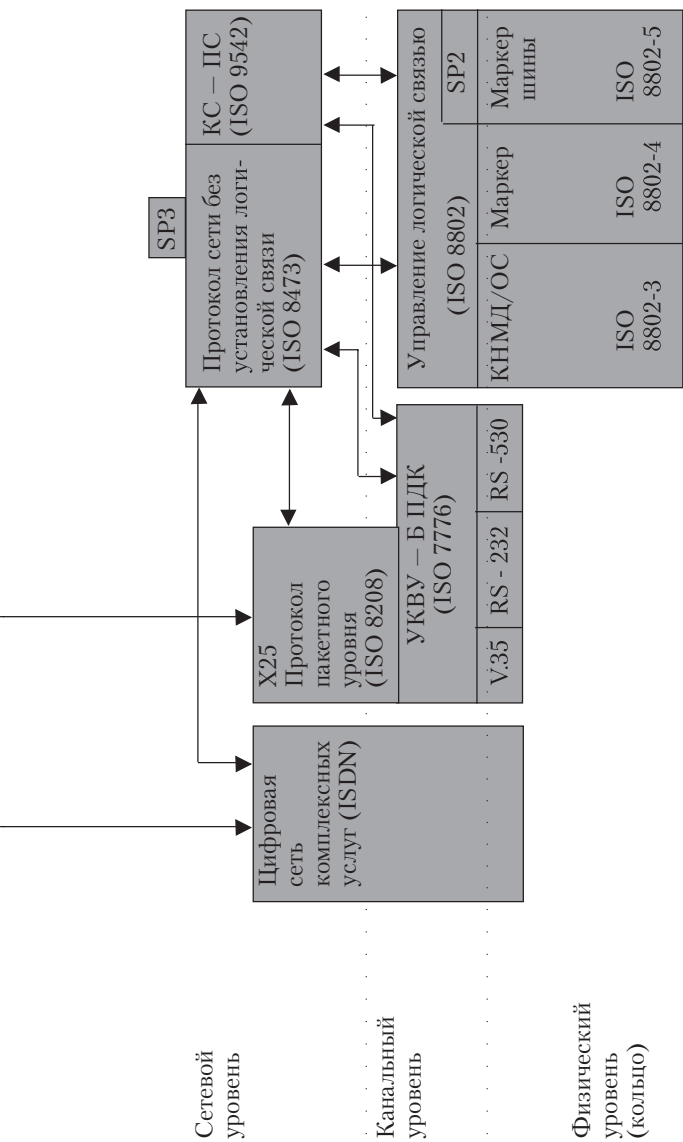 Сетевой
уровень
Канальный
уровень
Физический
уровень
(кольцо)
Цифровая
сеть
комплексных
услуг (ISDN)
X25
Протокол
пакетного
уровня
(ISO 8208)
УКВУ – Б ПДК
(ISO 7776)
V.35
RS - 232
RS -530
SP3
Протокол сети без
установления логи-
ческой связи
(ISO 8473)
КС – ПС
(ISO 9542)
Управление логической связью
(ISO 8802)
SP2
КНМД/ОС
ISO
8802-3
Маркер
ISO
8802-4
Маркер
шины
ISO
8802-5